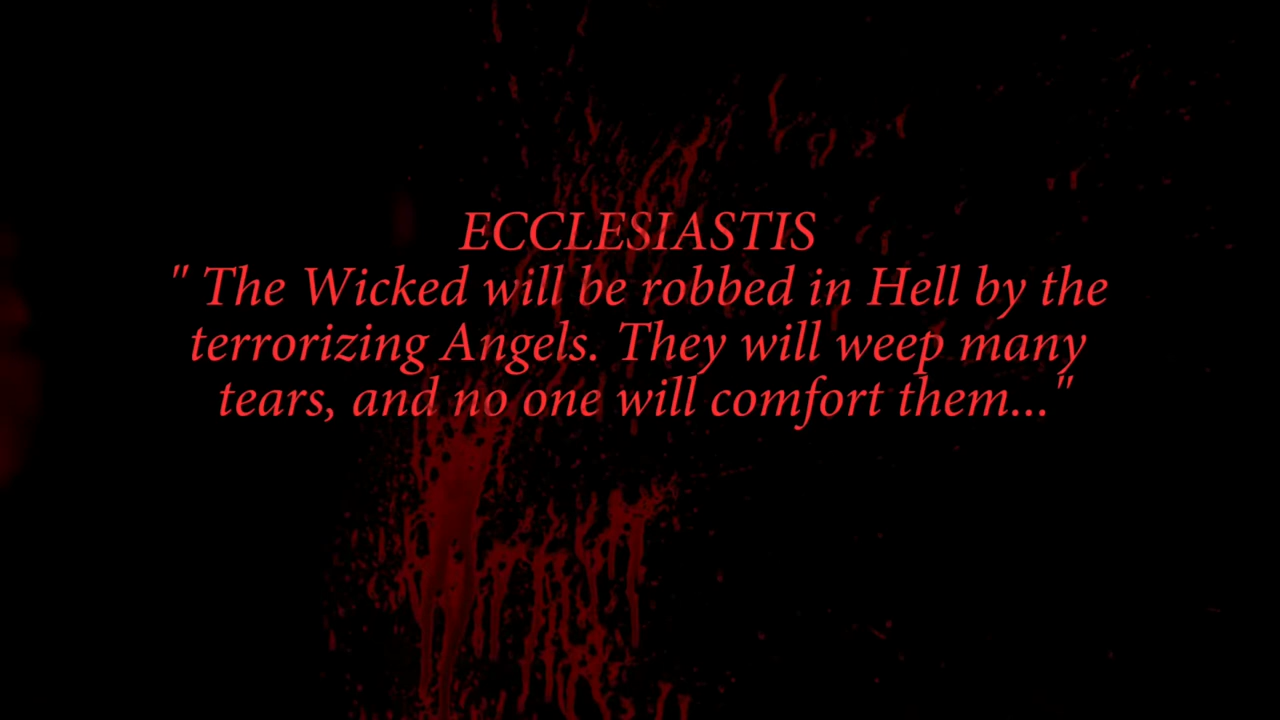 ECCLESIASTIS
" The Wicked will be robbed in Hell by the
terrorizing Angels. They will weep many
tears, and no one will comfort them..."